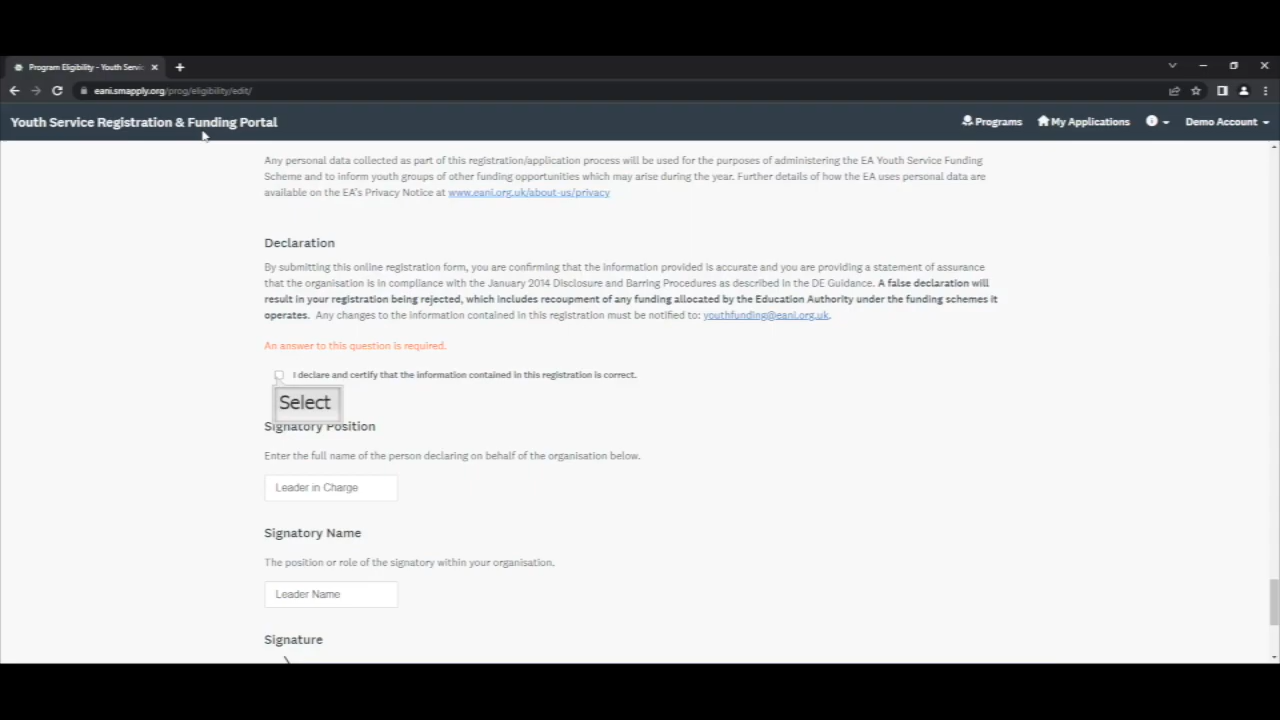 Program Eligibility - Youth Servic
eani.smapply.org/prog/eligibility/edit/
Youth Service Registration & Funding Portal
Programs
My Applications
Demo Account
Any personal data collected as part of this registration/application process will be used for the purposes of administering the EA Youth Service Funding
Scheme and to inform youth groups of other funding opportunities which may arise during the year. Further details of how the EA uses personal data are
available on the EA's Privacy Notice at www.eani.org.uk/about-us/privacy
Declaration
By submitting this online registration form, you are confirming that the information provided is accurate and you are providing a statement of assurance
that the organisation is in compliance with the January 2014 Disclosure and Barring Procedures as described in the DE Guidance. A false declaration will
result in your registration being rejected, which includes recoupment of any funding allocated by the Education Authority under the funding schemes it
operates. Any changes to the information contained in this registration must be notified to: youthfunding@eani.org.uk.
An answer to this question is required.
I declare and certify that the information contained in this registration is correct.
Select
Signatory Position
Enter the full name of the person declaring on behalf of the organisation below.
Leader in Charge
Signatory Name
The position or role of the signatory within your organisation.
Leader Name
Signature